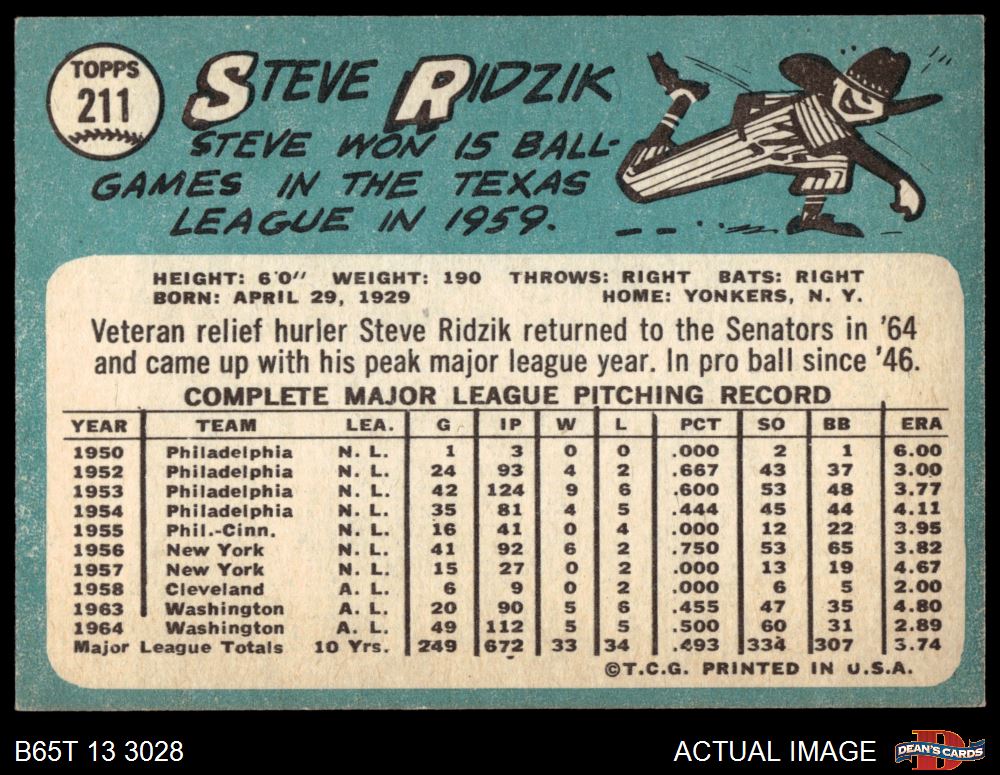 TOPPS
211
STEVE RIDZIK
STEVE WON 15 BALL-
GAMES IN THE TEXAS
LEAGUE IN 1959.
HEIGHT: 6'0" WEIGHT: 190 THROWS: RIGHT BATS: RIGHT
BORN: APRIL 29, 1929 HOME: YONKERS, N. Y.
Veteran relief hurler Steve Ridzik returned to the Senators in '64
and came up with his peak major league year. In pro ball since '46.
COMPLETE MAJOR LEAGUE PITCHING RECORD
YEAR TEAM LEA. G IP W L PCT SO BB ERA
1950 Philadelphia N. L. 1 3 0 0 .000 2 1 6.00
1952 Philadelphia N. L. 24 93 4 2 .667 43 37 3.00
1953 Philadelphia N. L. 42 124 9 6 .600 53 48 3.77
1954 Philadelphia N. L. 35 81 4 5 .444 45 44 4.11
1955 Phil.-Cinn. N. L. 16 41 0 4 .000 12 22 3.95
1956 New York N. L. 41 92 6 2 .750 53 65 3.82
1957 New York N. L. 15 27 0 2 .000 13 19 4.67
1958 Cleveland A. L. 6 9 0 2 .000 6 5 2.00
1963 Washington A. L. 20 90 5 6 .455 47 35 4.80
1964 Washington A. L. 49 112 5 5 .500 60 31 2.89
Major League Totals 10 Yrs. 249 672 33 34 .493 334 307 3.74
©T.C.G. PRINTED IN U.S.A.
B65T 13 3028 ACTUAL IMAGE DEAN'S CARDS